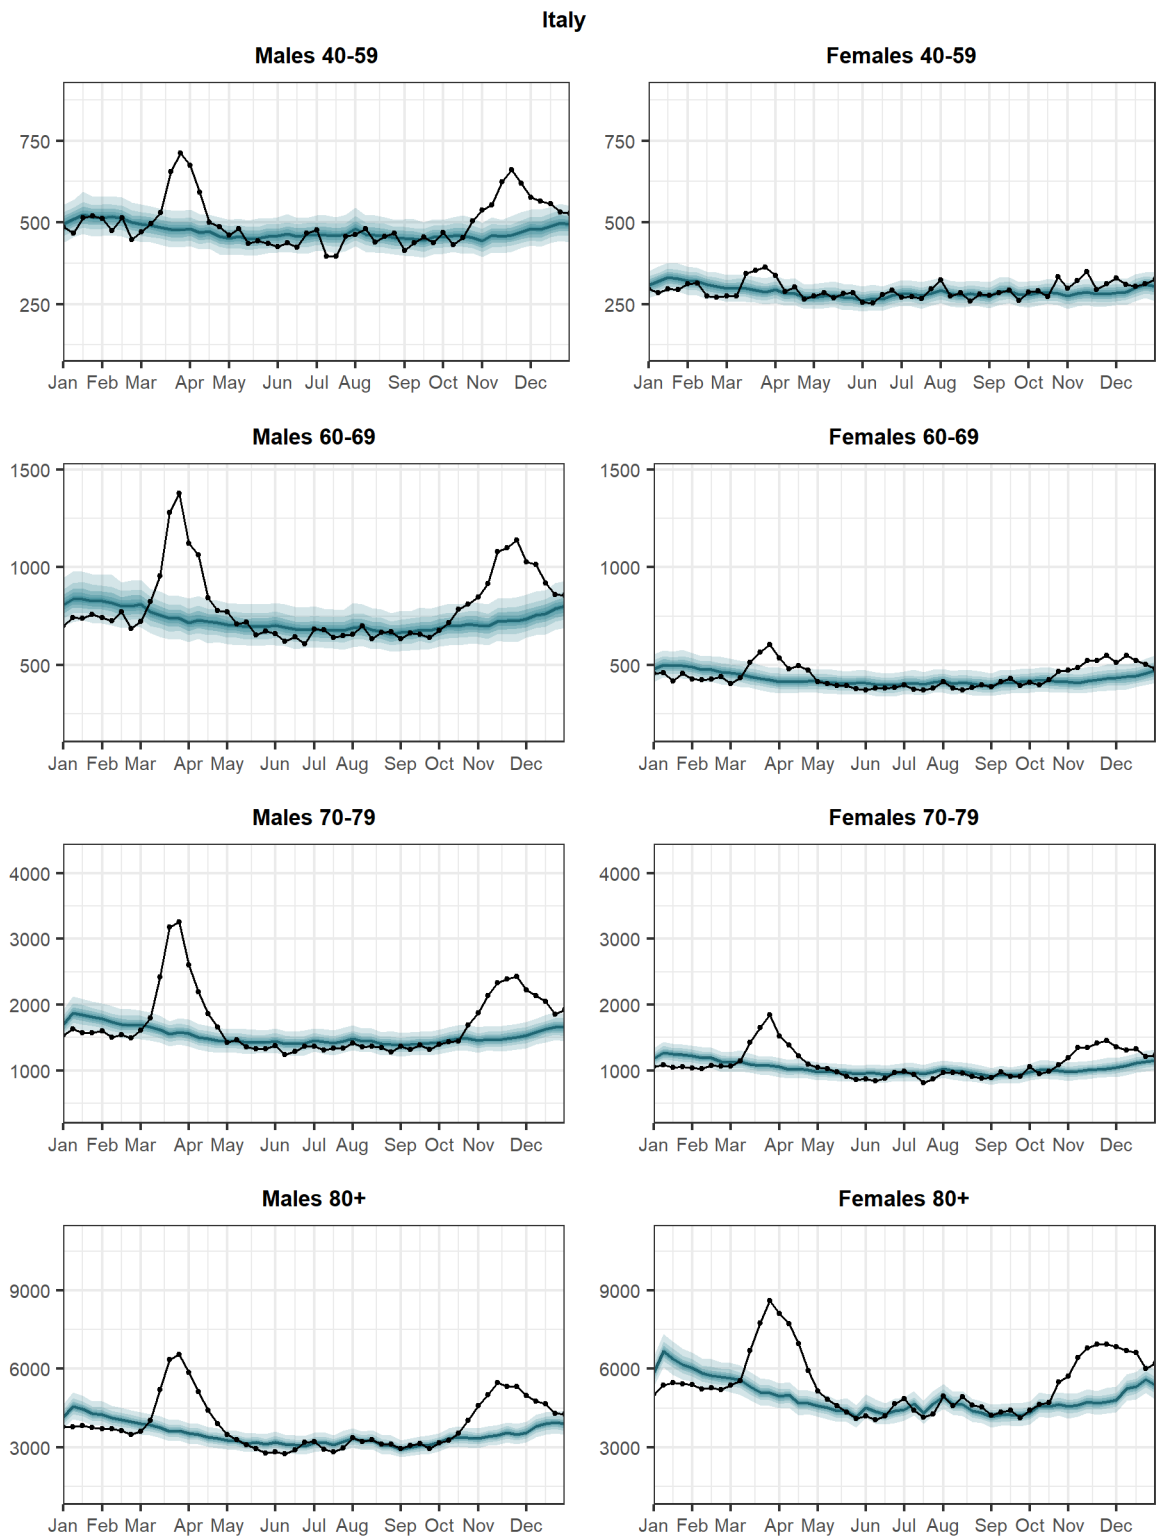 Italy
Males 40-59
Females 40-59
750
500
250
750
500
250
Jan Feb Mar Apr May Jun Jul Aug Sep Oct Nov Dec
Jan Feb Mar Apr May Jun Jul Aug Sep Oct Nov Dec
Males 60-69
Females 60-69
1500
1000
500
1500
1000
500
Jan Feb Mar Apr May Jun Jul Aug Sep Oct Nov Dec
Jan Feb Mar Apr May Jun Jul Aug Sep Oct Nov Dec
Males 70-79
Females 70-79
4000
3000
2000
1000
4000
3000
2000
1000
Jan Feb Mar Apr May Jun Jul Aug Sep Oct Nov Dec
Jan Feb Mar Apr May Jun Jul Aug Sep Oct Nov Dec
Males 80+
Females 80+
9000
6000
3000
9000
6000
3000
Jan Feb Mar Apr May Jun Jul Aug Sep Oct Nov Dec
Jan Feb Mar Apr May Jun Jul Aug Sep Oct Nov Dec